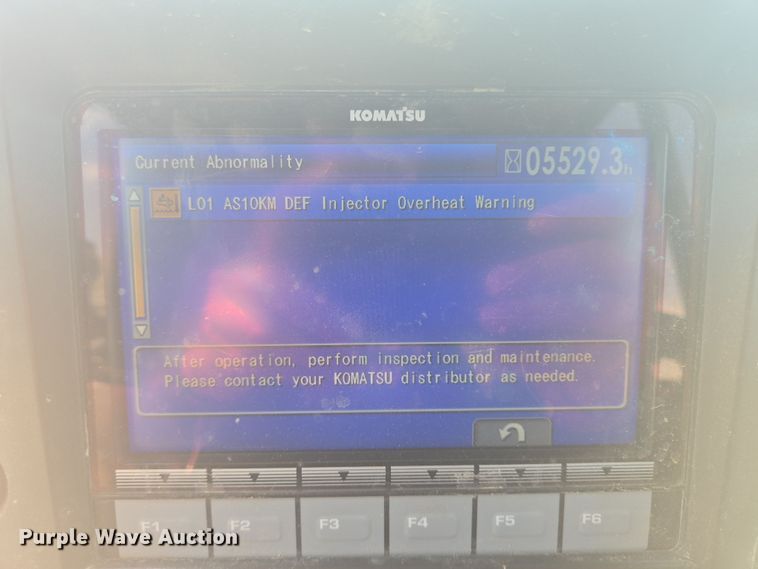 KOMATSU
Current Abnormality
05529.3h
L01 AS10KM DEF Injector Overheat Warning
After operation, perform inspection and maintenance.
Please contact your KOMATSU distributor as needed.
F1 F2 F3 F4 F5 F6
Purple Wave Auction